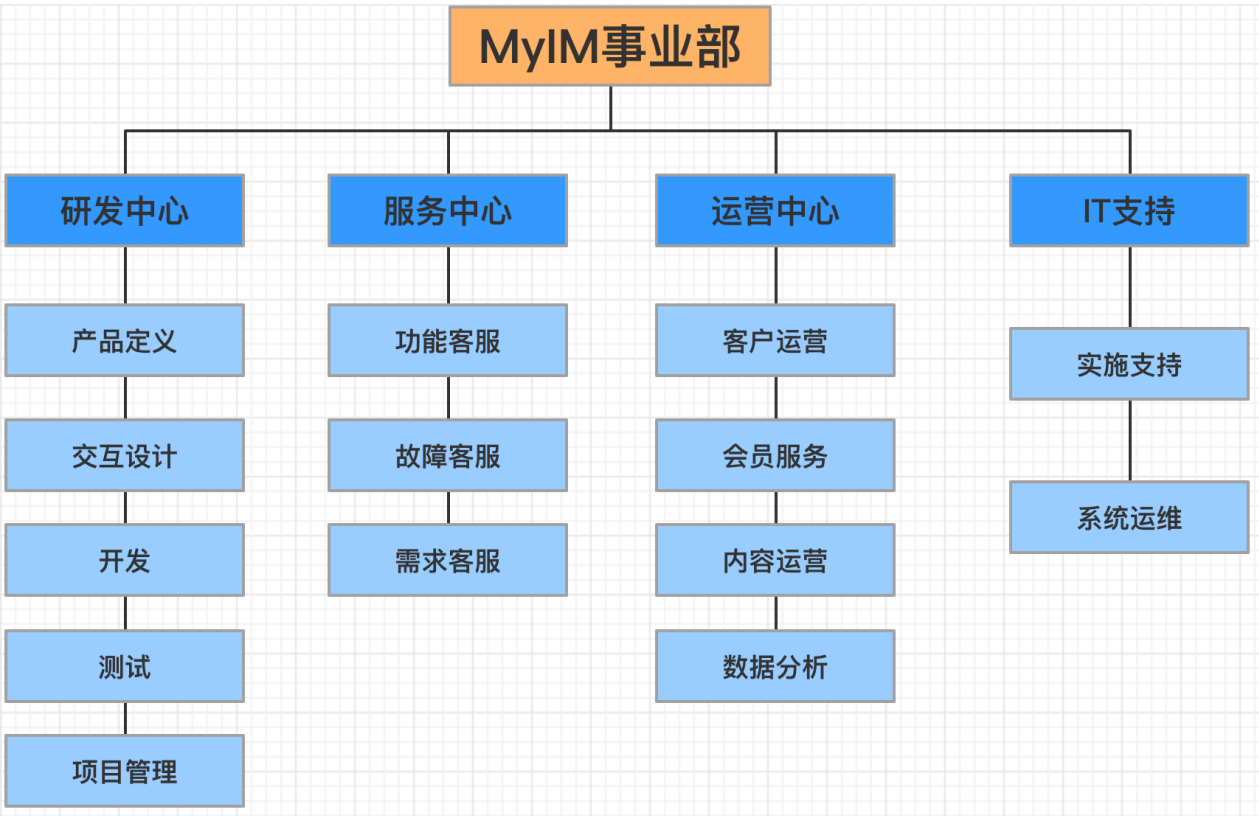 MyIM事业部
研发中心
服务中心
运营中心
IT支持
产品定义
功能客服
客户运营
实施支持
交互设计
故障客服
会员服务
系统运维
开发
需求客服
内容运营
测试
数据分析
项目管理